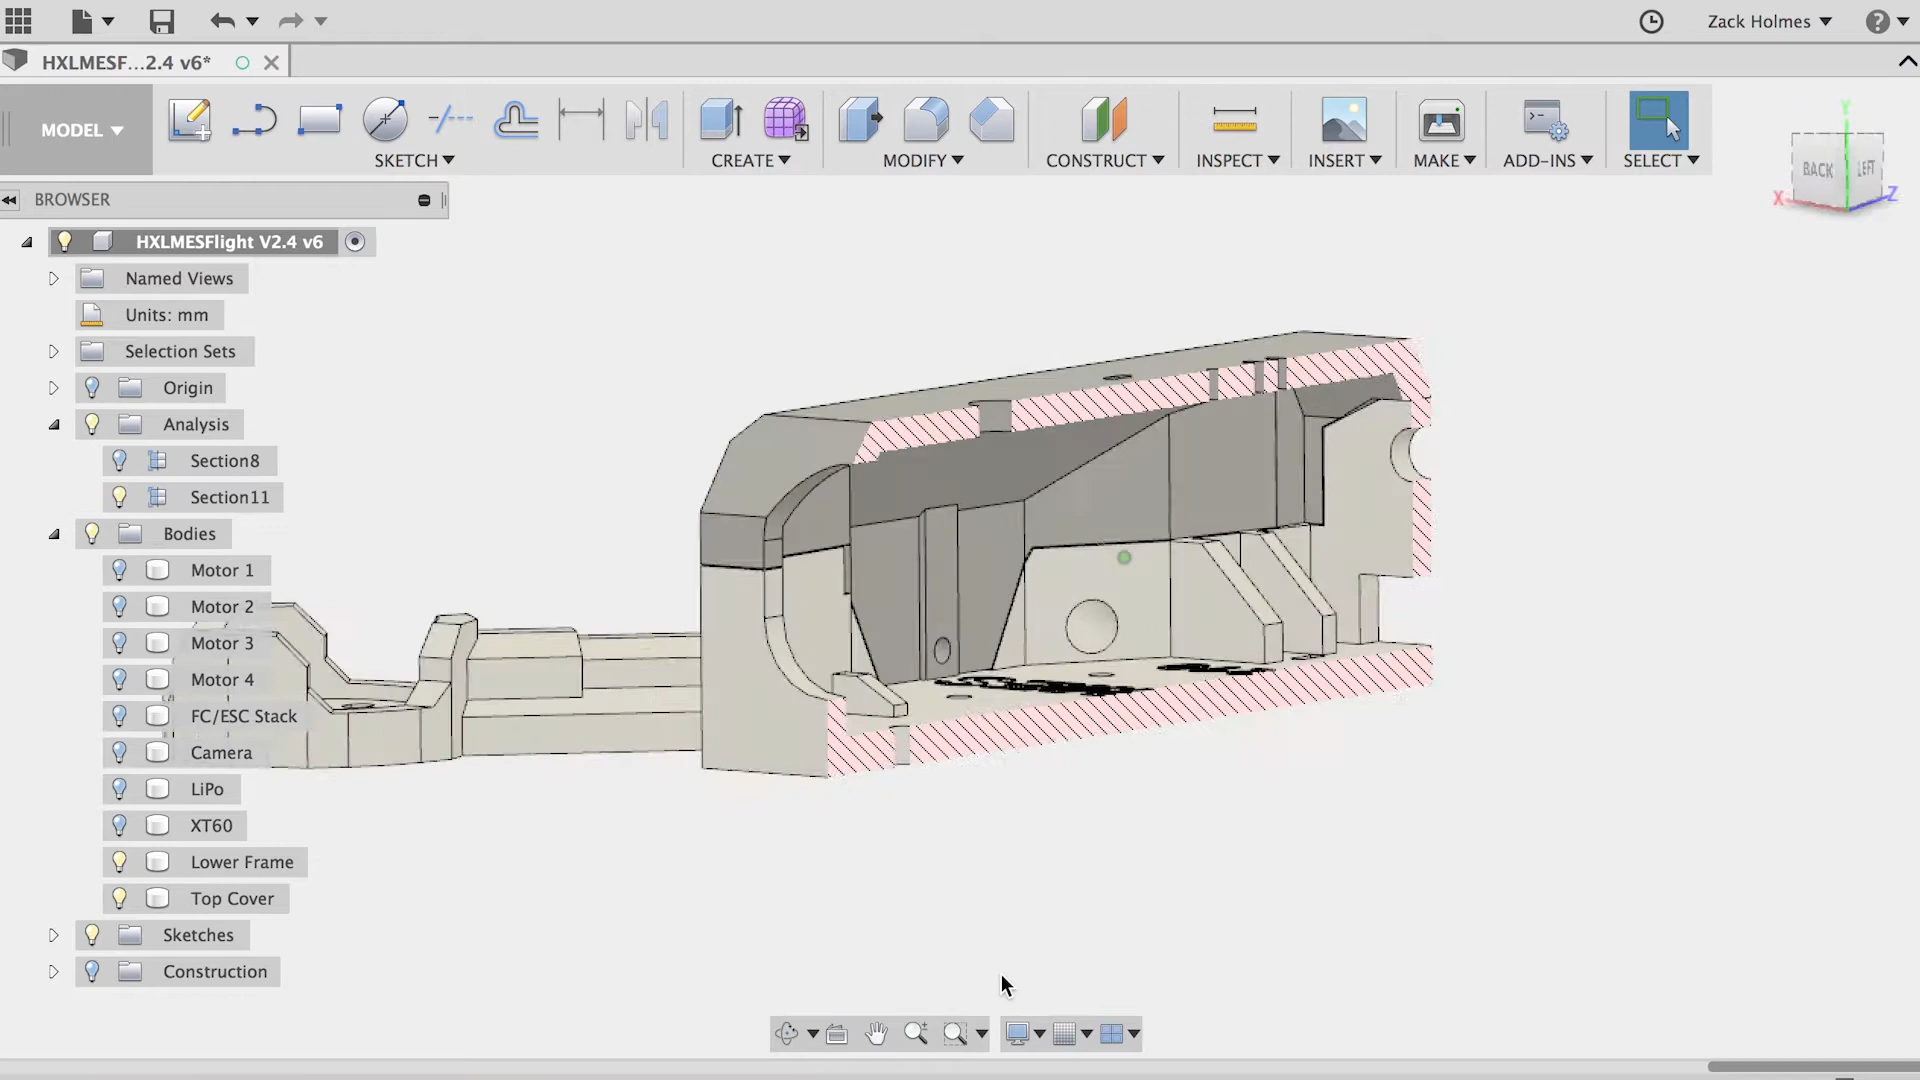 Zack Holmes
HXLMESF...2.4 v6*
MODEL
SKETCH
CREATE
MODIFY
CONSTRUCT
INSPECT
INSERT
MAKE
ADD-INS
SELECT
BACK
LEFT
X
Y
Z
BROWSER
HXLMESFlight V2.4 v6
Named Views
Units: mm
Selection Sets
Origin
Analysis
Section8
Section11
Bodies
Motor 1
Motor 2
Motor 3
Motor 4
FC/ESC Stack
Camera
LiPo
XT60
Lower Frame
Top Cover
Sketches
Construction